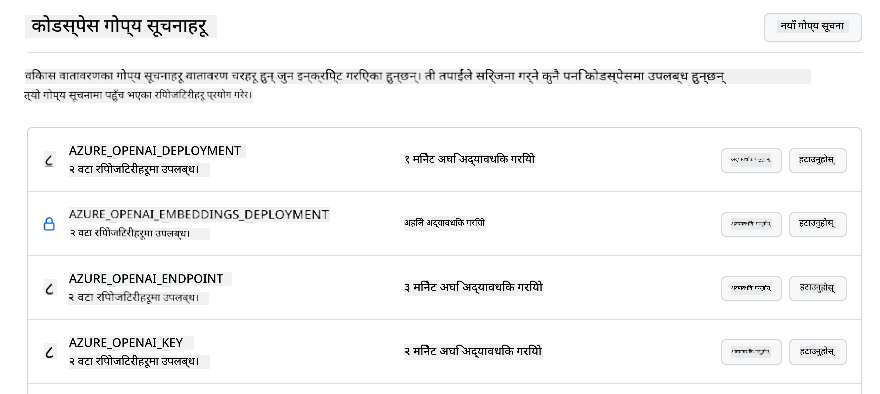 कोडस्पेस गोप्य सूचनाहरू
नयाँ गोप्य सूचना
विकास वातावरणका गोप्य सूचनाहरू वातावरण चरहरू हुन् जुन इन्क्रिप्ट गरिएका हुन्छन्। ती तपाईंले सिर्जना गर्ने कुनै पनि कोडस्पेसमा उपलब्ध हुन्छन्
त्यो गोप्य सूचनामा पहुँच भएका रिपोजिटरीहरू प्रयोग गरेर।
AZURE_OPENAI_DEPLOYMENT
२ वटा रिपोजिटरीहरूमा उपलब्ध।
१ मिनेट अघि अद्यावधिक गरियो
हटाउनुहोस्
AZURE_OPENAI_EMBEDDINGS_DEPLOYMENT
२ वटा रिपोजिटरीहरूमा उपलब्ध।
अहिले अद्यावधिक गरियो
हटाउनुहोस्
AZURE_OPENAI_ENDPOINT
२ वटा रिपोजिटरीहरूमा उपलब्ध।
३ मिनेट अघि अद्यावधिक गरियो
हटाउनुहोस्
AZURE_OPENAI_KEY
२ वटा रिपोजिटरीहरूमा उपलब्ध।
२ मिनेट अघि अद्यावधिक गरियो
हटाउनुहोस्